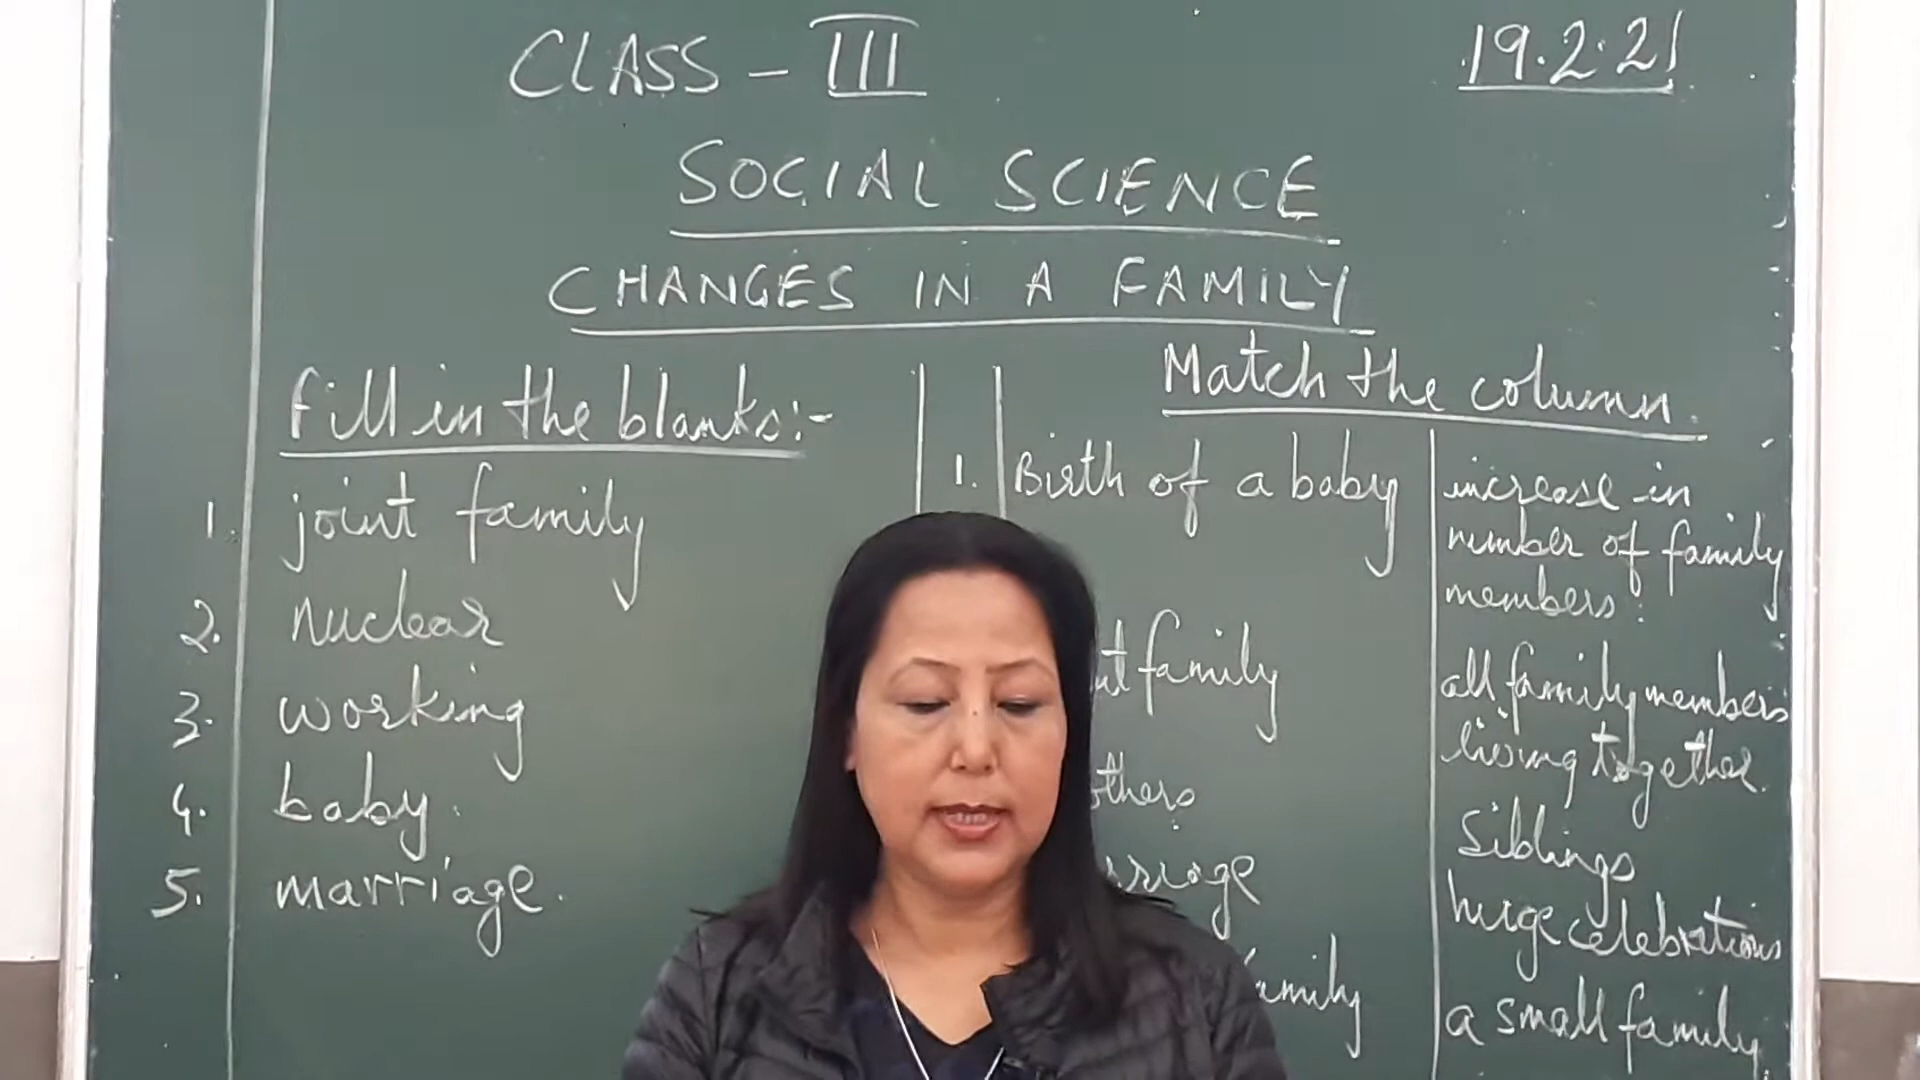 CLASS - III
19.2.21
SOCIAL SCIENCE
CHANGES IN A FAMILY
Fill in the blanks:-
1. joint family
2. nuclear
3. working
4. baby.
5. marriage.
Match the column.
1. Birth of a baby
increase in
number of family
members.
family
all family members
living together.
Siblings
huge celebrations
family
a small family